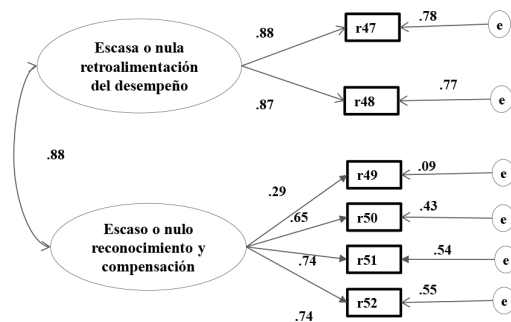 .88
r47
.78
e
Escasa o nula
retroalimentación
del desempeño
.87
r48
.77
e
.88
.29
r49
.09
e
.65
r50
.43
e
Escaso o nulo
reconocimiento y
compensación
.74
r51
.54
e
.74
r52
.55
e